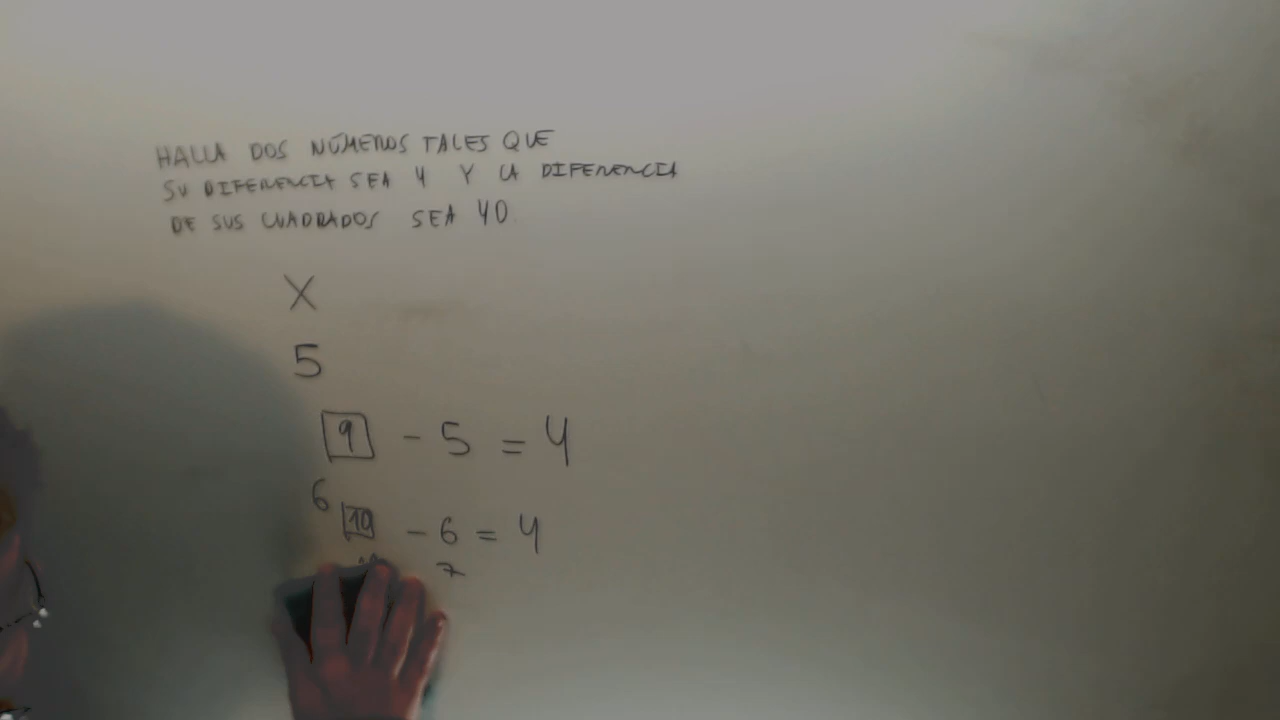 HALLA DOS NÚMEROS TALES QUE
SU DIFERENCIA SEA 4 Y LA DIFERENCIA
DE SUS CUADRADOS SEA 40
X
5
9 - 5 = 4
6
10 - 6 = 4
7